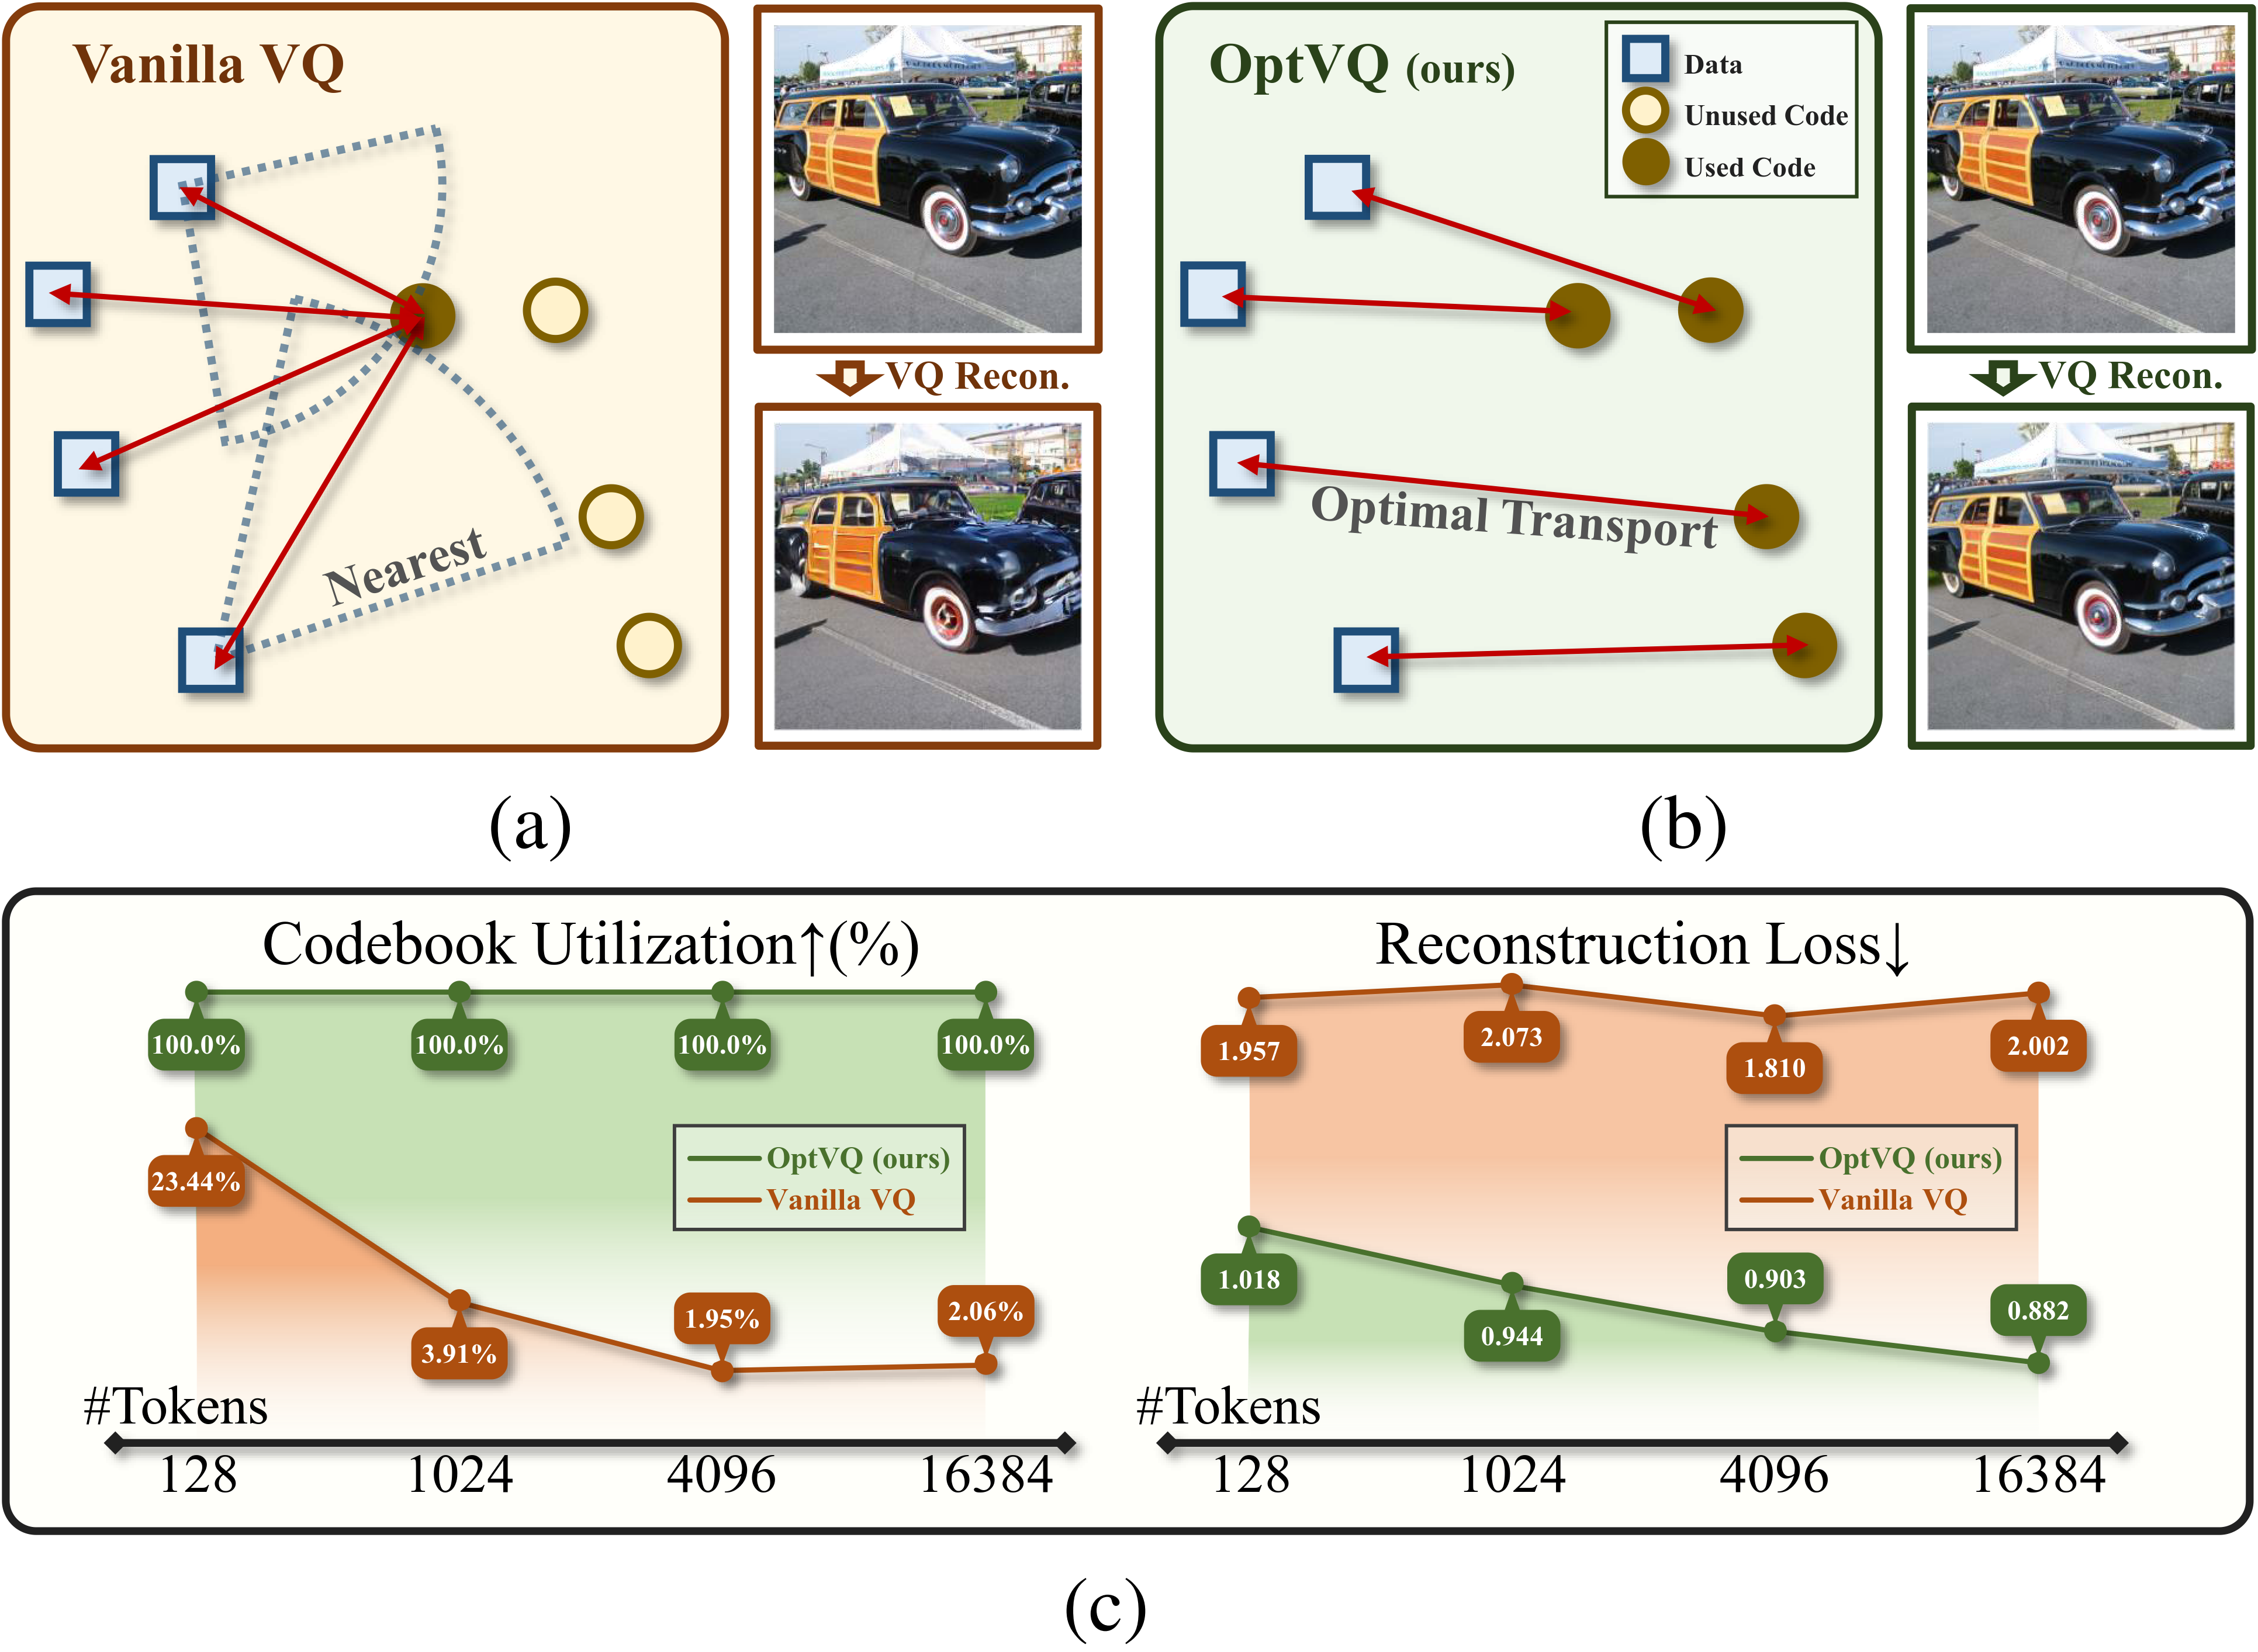 Vanilla VQ
Nearest
VQ Recon.
(a)
OptVQ (ours)
Data
Unused Code
Used Code
Optimal Transport
VQ Recon.
(b)
Codebook Utilization↑(%)
100.0%
100.0%
100.0%
100.0%
23.44%
3.91%
1.95%
2.06%
OptVQ (ours)
Vanilla VQ
#Tokens
128
1024
4096
16384
Reconstruction Loss↓
1.957
2.073
1.810
2.002
OptVQ (ours)
Vanilla VQ
1.018
0.944
0.903
0.882
#Tokens
128
1024
4096
16384
(c)